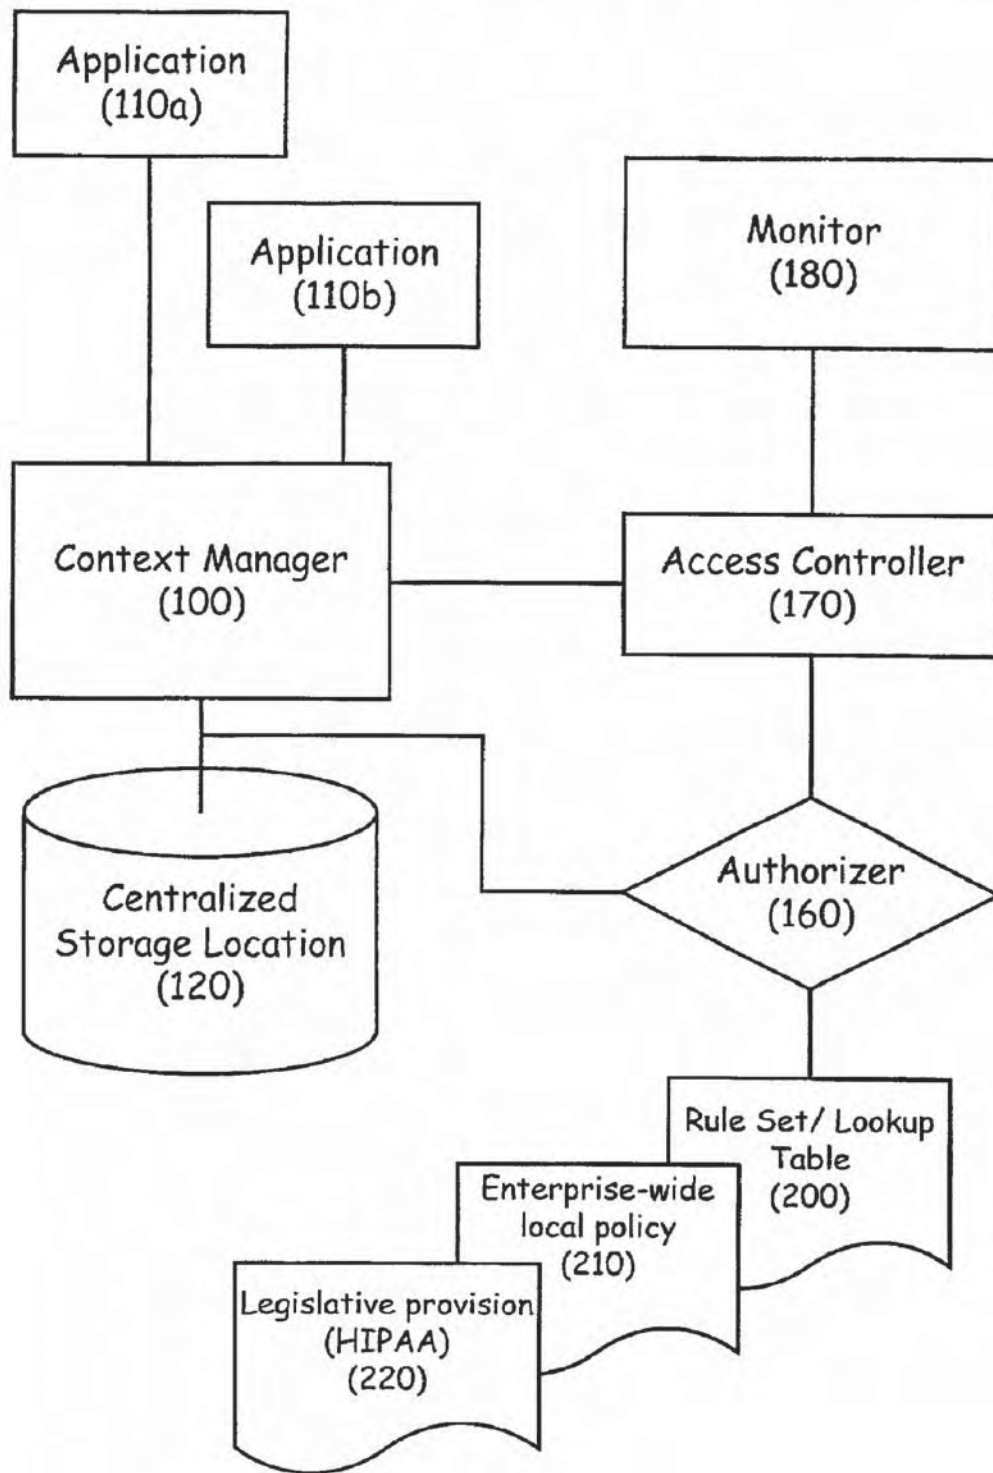 Application
(110a)
Application
(110b)
Monitor
(180)
Context Manager
(100)
Access Controller
(170)
Centralized
Storage Location
(120)
Authorizer
(160)
Rule Set/ Lookup
Table
(200)
Enterprise-wide
local policy
(210)
Legislative provision
(HIPAA)
(220)